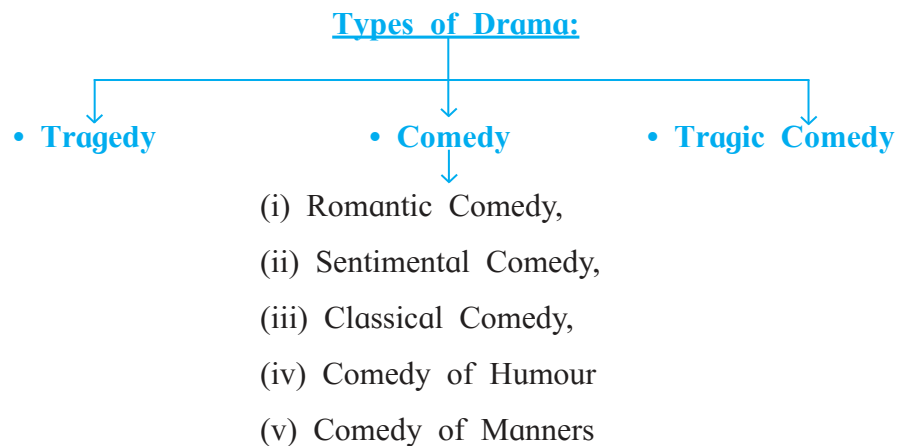 Types of Drama:
• Tragedy • Comedy • Tragic Comedy
(i) Romantic Comedy,
(ii) Sentimental Comedy,
(iii) Classical Comedy,
(iv) Comedy of Humour
(v) Comedy of Manners